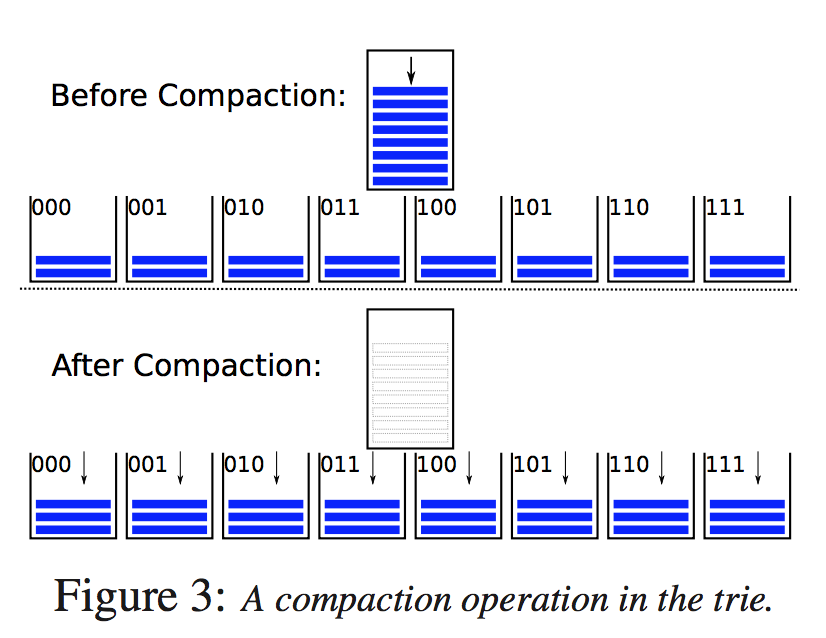 Before Compaction:
000 001 010 011 100 101 110 111
After Compaction:
000 001 010 011 100 101 110 111
Figure 3: A compaction operation in the trie.